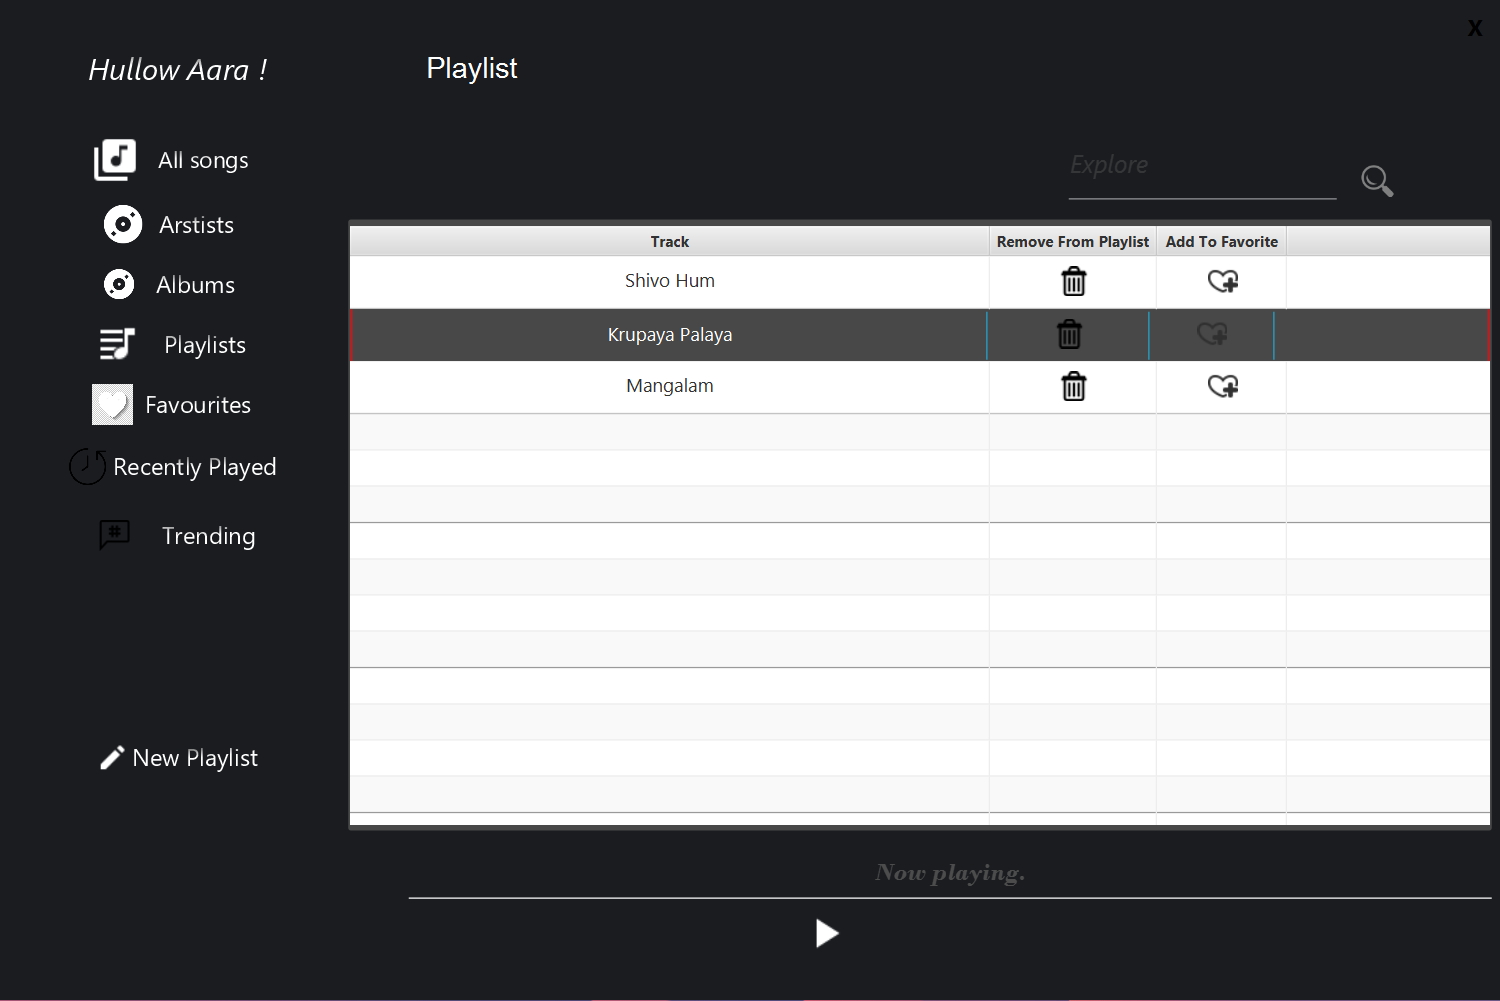 X
Hullow Aara !
Playlist
All songs
Arstists
Albums
Playlists
Favourites
Recently Played
#
Trending
New Playlist
Explore
Track Remove From Playlist Add To Favorite
Shivo Hum
Krupaya Palaya
Mangalam
Now playing.